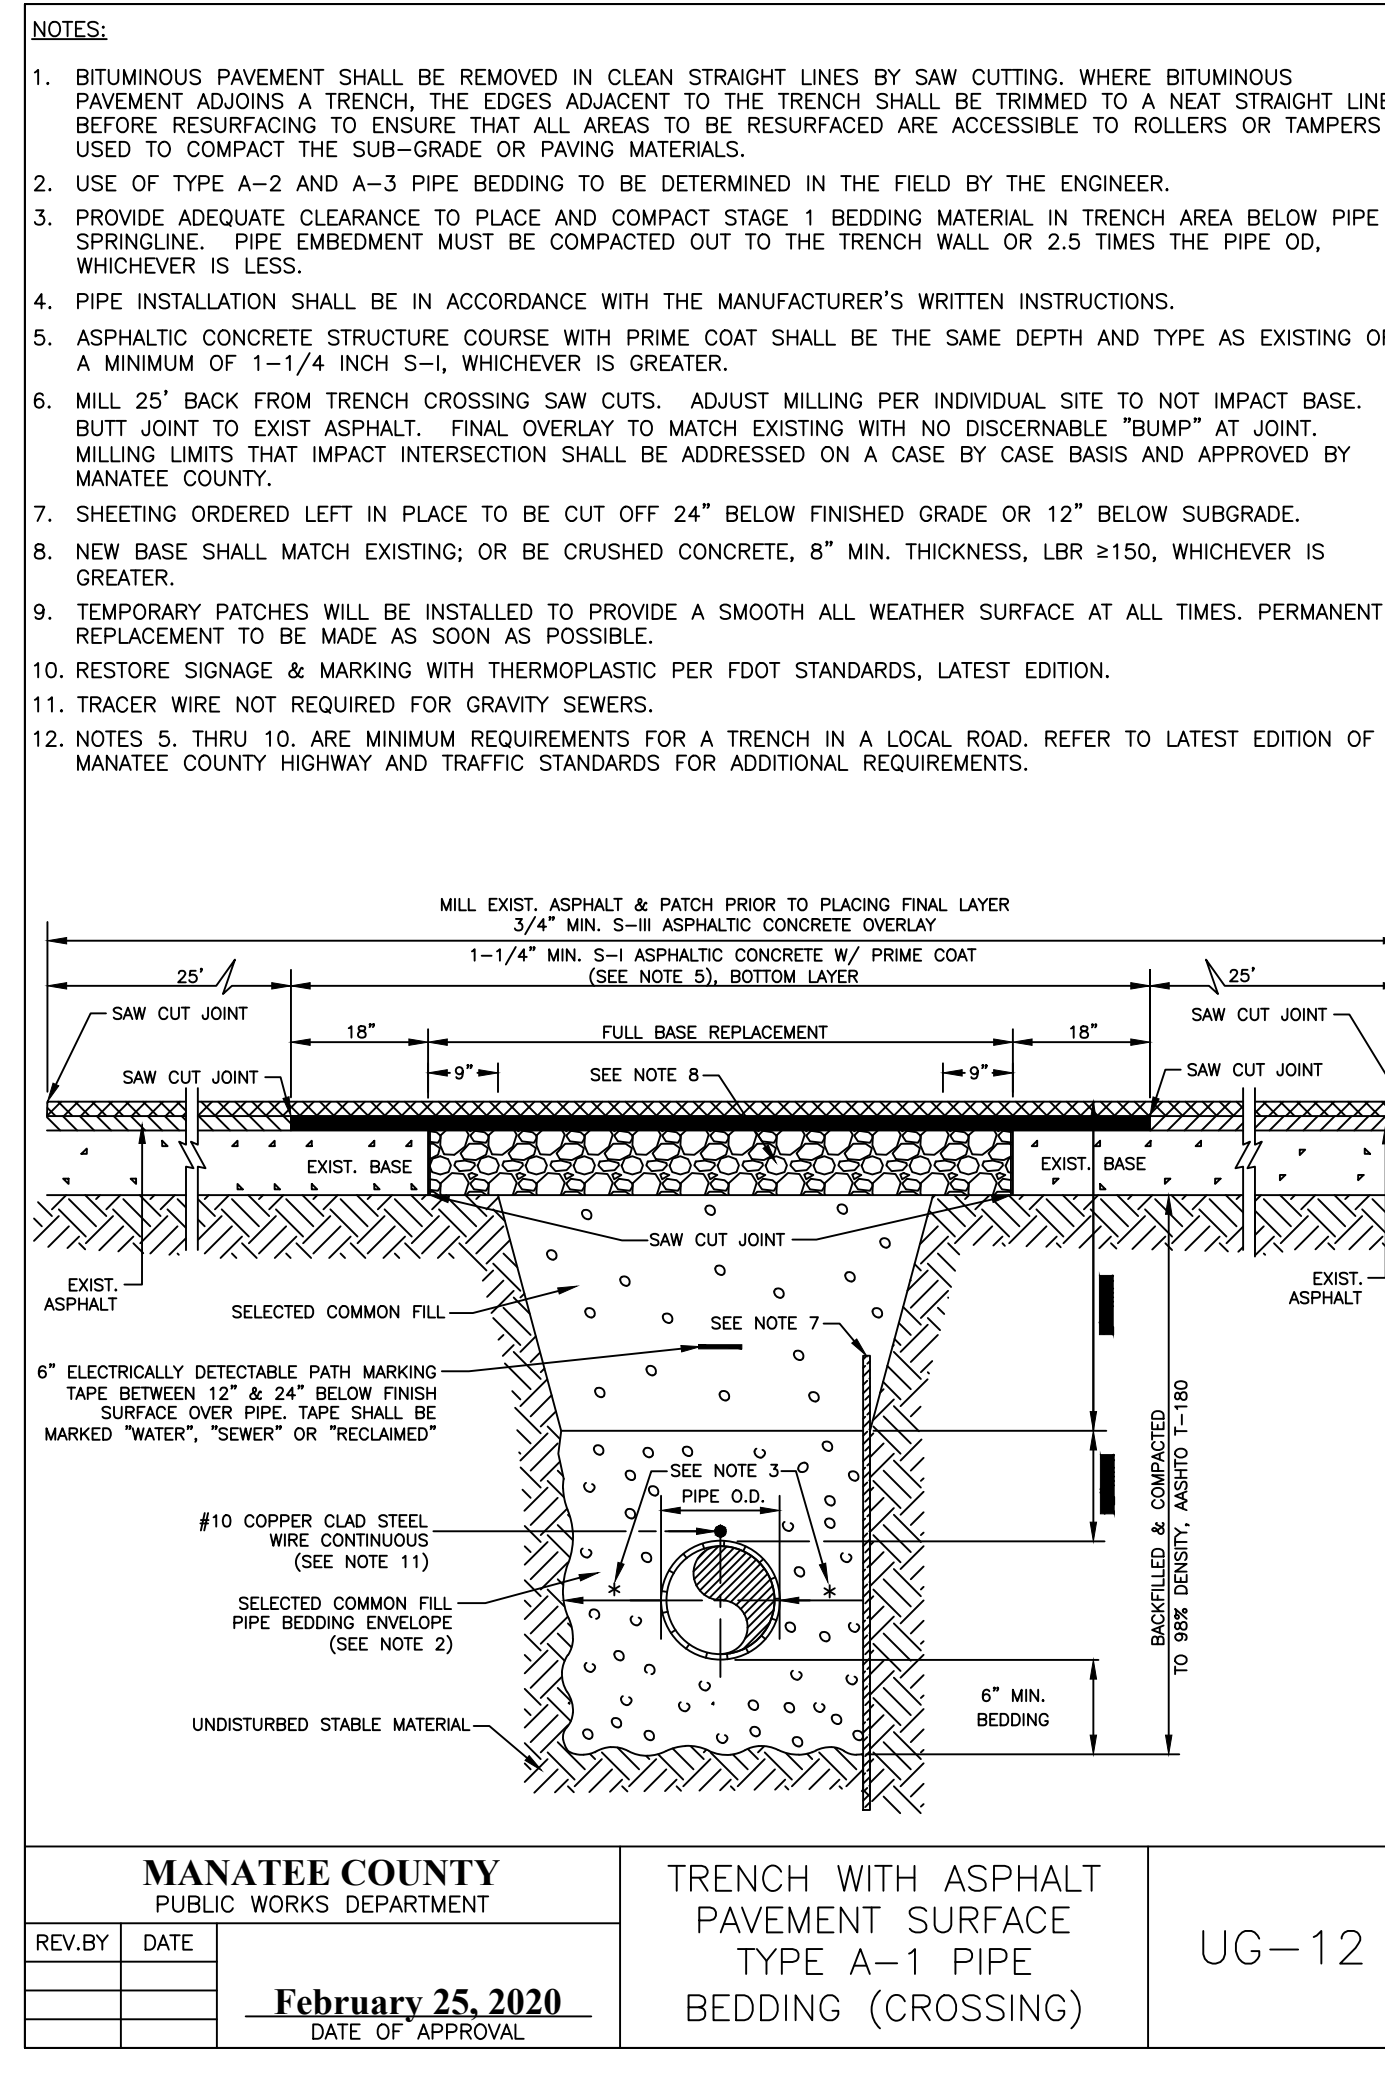 NOTES:
1. BITUMINOUS PAVEMENT SHALL BE REMOVED IN CLEAN STRAIGHT LINES BY SAW CUTTING. WHERE BITUMINOUS
PAVEMENT ADJOINS A TRENCH, THE EDGES ADJACENT TO THE TRENCH SHALL BE TRIMMED TO A NEAT STRAIGHT LINE
BEFORE RESURFACING TO ENSURE THAT ALL AREAS TO BE RESURFACED ARE ACCESSIBLE TO ROLLERS OR TAMPERS
USED TO COMPACT THE SUB-GRADE OR PAVING MATERIALS.
2. USE OF TYPE A-2 AND A-3 PIPE BEDDING TO BE DETERMINED IN THE FIELD BY THE ENGINEER.
3. PROVIDE ADEQUATE CLEARANCE TO PLACE AND COMPACT STAGE 1 BEDDING MATERIAL IN TRENCH AREA BELOW PIPE
SPRINGLINE. PIPE EMBEDMENT MUST BE COMPACTED OUT TO THE TRENCH WALL OR 2.5 TIMES THE PIPE OD,
WHICHEVER IS LESS.
4. PIPE INSTALLATION SHALL BE IN ACCORDANCE WITH THE MANUFACTURER'S WRITTEN INSTRUCTIONS.
5. ASPHALTIC CONCRETE STRUCTURE COURSE WITH PRIME COAT SHALL BE THE SAME DEPTH AND TYPE AS EXISTING OR
A MINIMUM OF 1-1/4 INCH S-I, WHICHEVER IS GREATER.
6. MILL 25' BACK FROM TRENCH CROSSING SAW CUTS. ADJUST MILLING PER INDIVIDUAL SITE TO NOT IMPACT BASE.
BUTT JOINT TO EXIST ASPHALT. FINAL OVERLAY TO MATCH EXISTING WITH NO DISCERNABLE "BUMP" AT JOINT.
MILLING LIMITS THAT IMPACT INTERSECTION SHALL BE ADDRESSED ON A CASE BY CASE BASIS AND APPROVED BY
MANATEE COUNTY.
7. SHEETING ORDERED LEFT IN PLACE TO BE CUT OFF 24" BELOW FINISHED GRADE OR 12" BELOW SUBGRADE.
8. NEW BASE SHALL MATCH EXISTING; OR BE CRUSHED CONCRETE, 8" MIN. THICKNESS, LBR ≥150, WHICHEVER IS
GREATER.
9. TEMPORARY PATCHES WILL BE INSTALLED TO PROVIDE A SMOOTH ALL WEATHER SURFACE AT ALL TIMES. PERMANENT
REPLACEMENT TO BE MADE AS SOON AS POSSIBLE.
10. RESTORE SIGNAGE & MARKING WITH THERMOPLASTIC PER FDOT STANDARDS, LATEST EDITION.
11. TRACER WIRE NOT REQUIRED FOR GRAVITY SEWERS.
12. NOTES 5. THRU 10. ARE MINIMUM REQUIREMENTS FOR A TRENCH IN A LOCAL ROAD. REFER TO LATEST EDITION OF
MANATEE COUNTY HIGHWAY AND TRAFFIC STANDARDS FOR ADDITIONAL REQUIREMENTS.
MILL EXIST. ASPHALT & PATCH PRIOR TO PLACING FINAL LAYER
3/4" MIN. S-III ASPHALTIC CONCRETE OVERLAY
1-1/4" MIN. S-I ASPHALTIC CONCRETE W/ PRIME COAT
(SEE NOTE 5), BOTTOM LAYER
25'
25'
SAW CUT JOINT
SAW CUT JOINT
18"
FULL BASE REPLACEMENT
18"
SAW CUT JOINT
9"
SEE NOTE 8
9"
SAW CUT JOINT
EXIST. BASE
EXIST. BASE
SAW CUT JOINT
EXIST.
ASPHALT
EXIST.
ASPHALT
SELECTED COMMON FILL
SEE NOTE 7
6" ELECTRICALLY DETECTABLE PATH MARKING
TAPE BETWEEN 12" & 24" BELOW FINISH
SURFACE OVER PIPE. TAPE SHALL BE
MARKED "WATER", "SEWER" OR "RECLAIMED"
SEE NOTE 3
PIPE O.D.
#10 COPPER CLAD STEEL
WIRE CONTINUOUS
(SEE NOTE 11)
SELECTED COMMON FILL
PIPE BEDDING ENVELOPE
(SEE NOTE 2)
BACKFILLED & COMPACTED
TO 98% DENSITY, AASHTO T-180
6" MIN.
BEDDING
UNDISTURBED STABLE MATERIAL
MANATEE COUNTY
PUBLIC WORKS DEPARTMENT
REV.BY
DATE
February 25, 2020
DATE OF APPROVAL
TRENCH WITH ASPHALT
PAVEMENT SURFACE
TYPE A-1 PIPE
BEDDING (CROSSING)
UG-12